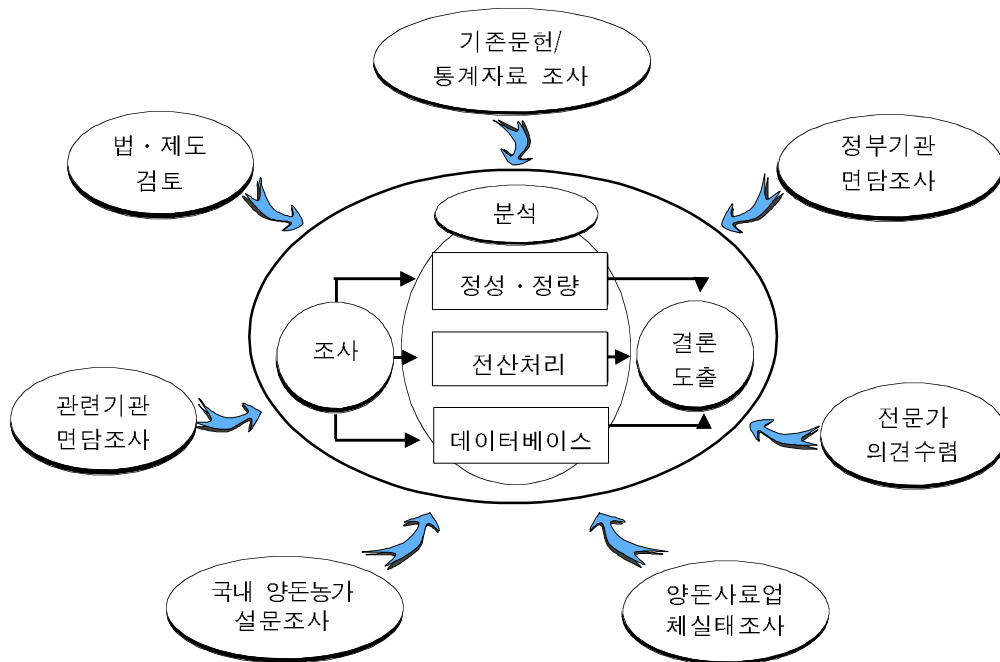 기존문헌/
통계자료 조사
법 · 제도
검토
정부기관
면담조사
분석
정성 · 정량
조사
전산처리
결론
도출
데이터베이스
관련기관
면담조사
전문가
의견수렴
국내 양돈농가
설문조사
양돈사료업
체실태조사